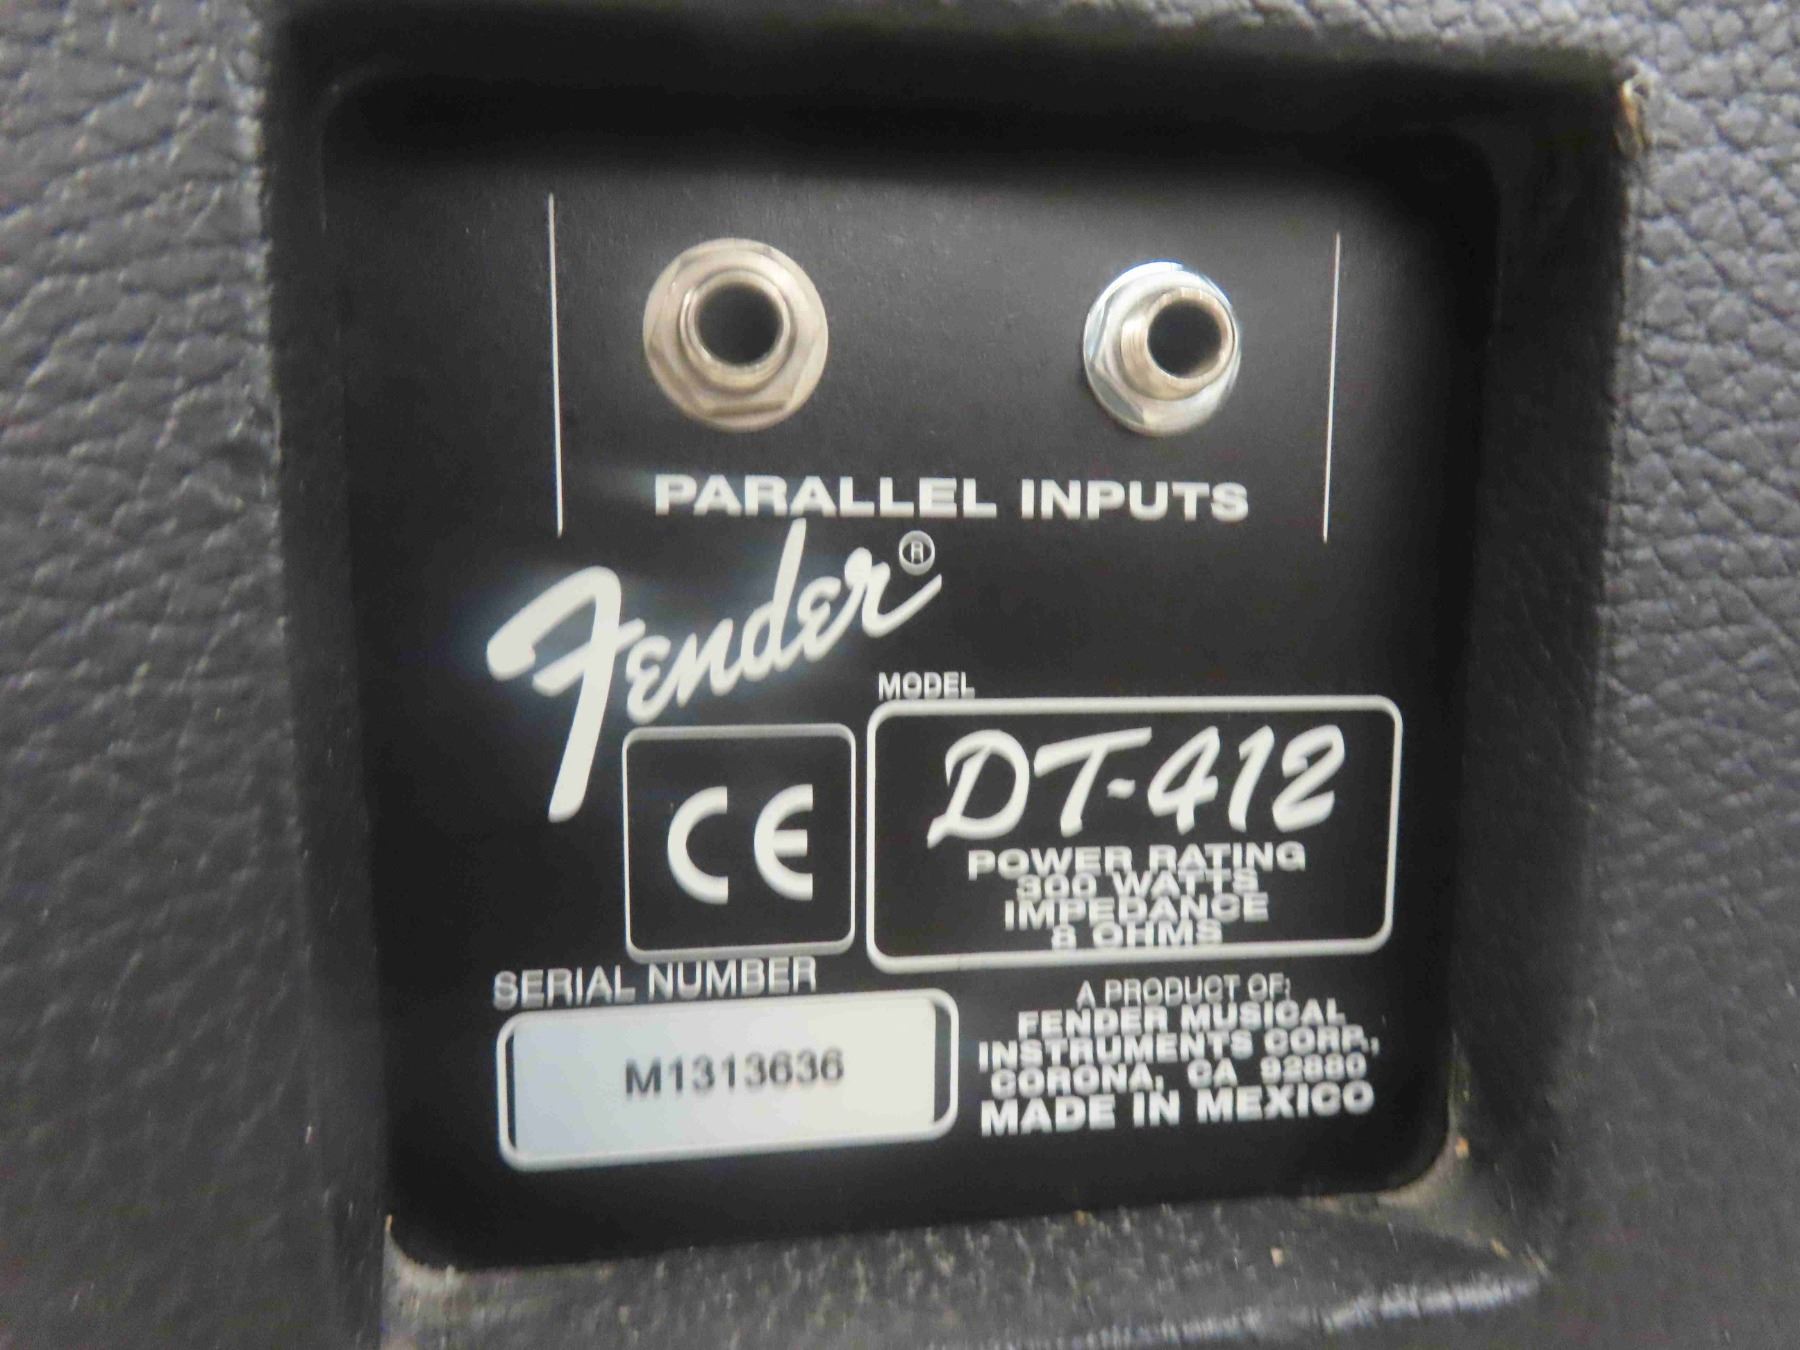 PARALLEL INPUTS
Fender®
MODEL
DT-412
POWER RATING
300 WATTS
IMPEDANCE
8 OHMS
CE
SERIAL NUMBER
M1313636
A PRODUCT OF:
FENDER MUSICAL
INSTRUMENTS CORP.,
CORONA, CA 92880
MADE IN MEXICO